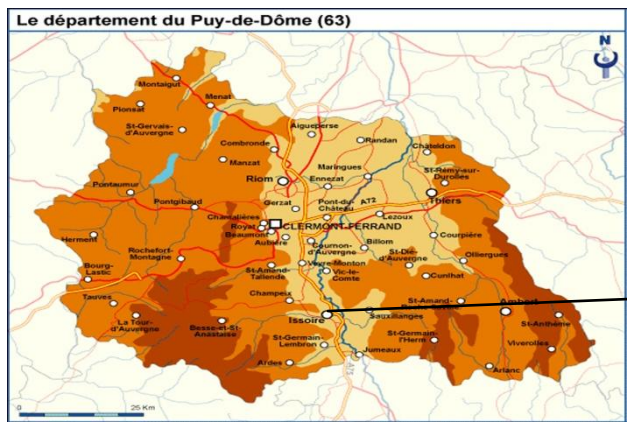 Le département du Puy-de-Dôme (63)
N
Montaigut
Menat
Pionsat
St-Gervais-
d'Auvergne
Aigueperse
Randan
Combronde
Châteldon
Manzat
Maringues
St-Rémy-sur-
Durolles
Riom
Ennezat
Pontaumur
Thiers
Gerzat
Pont-du-
Château
A72
Pontgibaud
Lezoux
Chamalières
Royat
CLERMONT-FERRAND
Beaumont
Aubière
Cournon-
d'Auvergne
Billom
Courpière
Herment
Rochefort-
Montagne
St-Dié-
d'Auvergne
Olliergues
Bourg-
Lastic
St-Amand-
Tallende
Veyre-Monton
Vic-le-
Comte
Cunlhat
Tauves
Champeix
St-Amand-
Ambert
La Tour-
d'Auvergne
Besse-et-St-
Anastaise
Issoire
Sauxillanges
St-Anthème
St-Germain-
Lembron
St-Germain-
l'Herm
Viverolles
Jumeaux
Ardes
Arlanc
0
25 Km